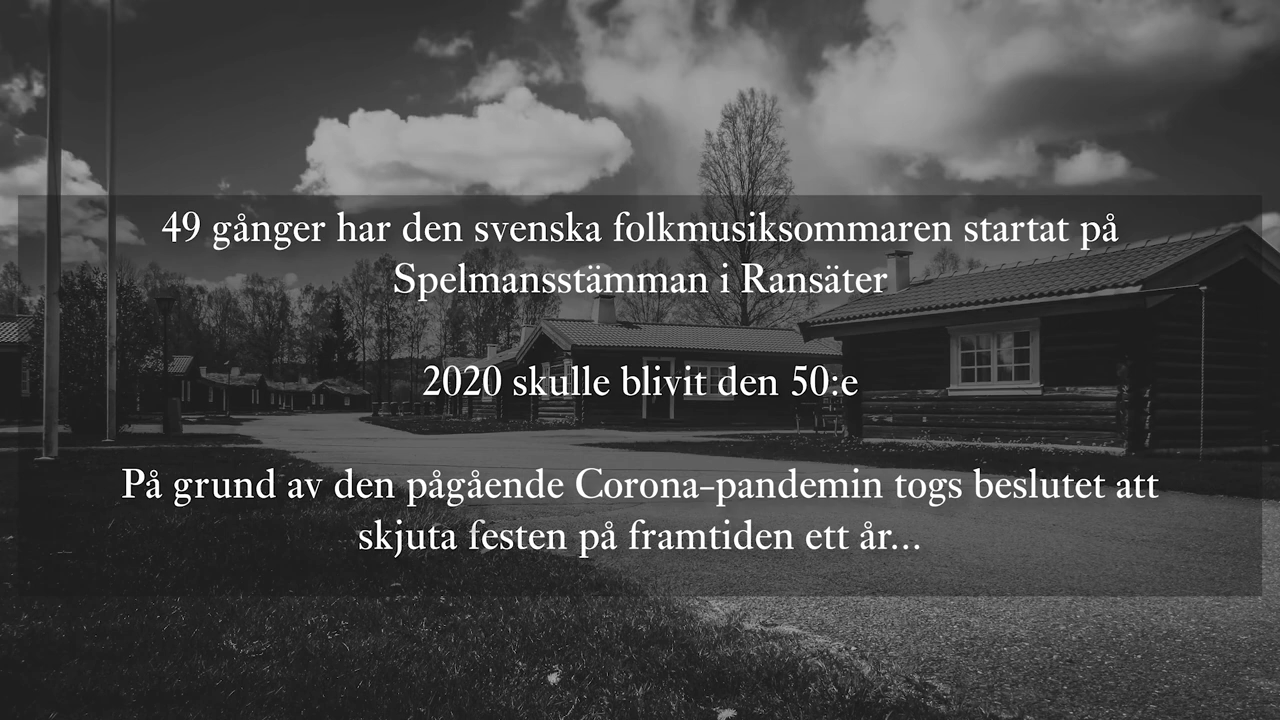 49 gånger har den svenska folkmusiksommaren startat på
Spelmansstämman i Ransäter
2020 skulle blivit den 50:e
På grund av den pågående Corona-pandemin togs beslutet att
skjuta festen på framtiden ett år...